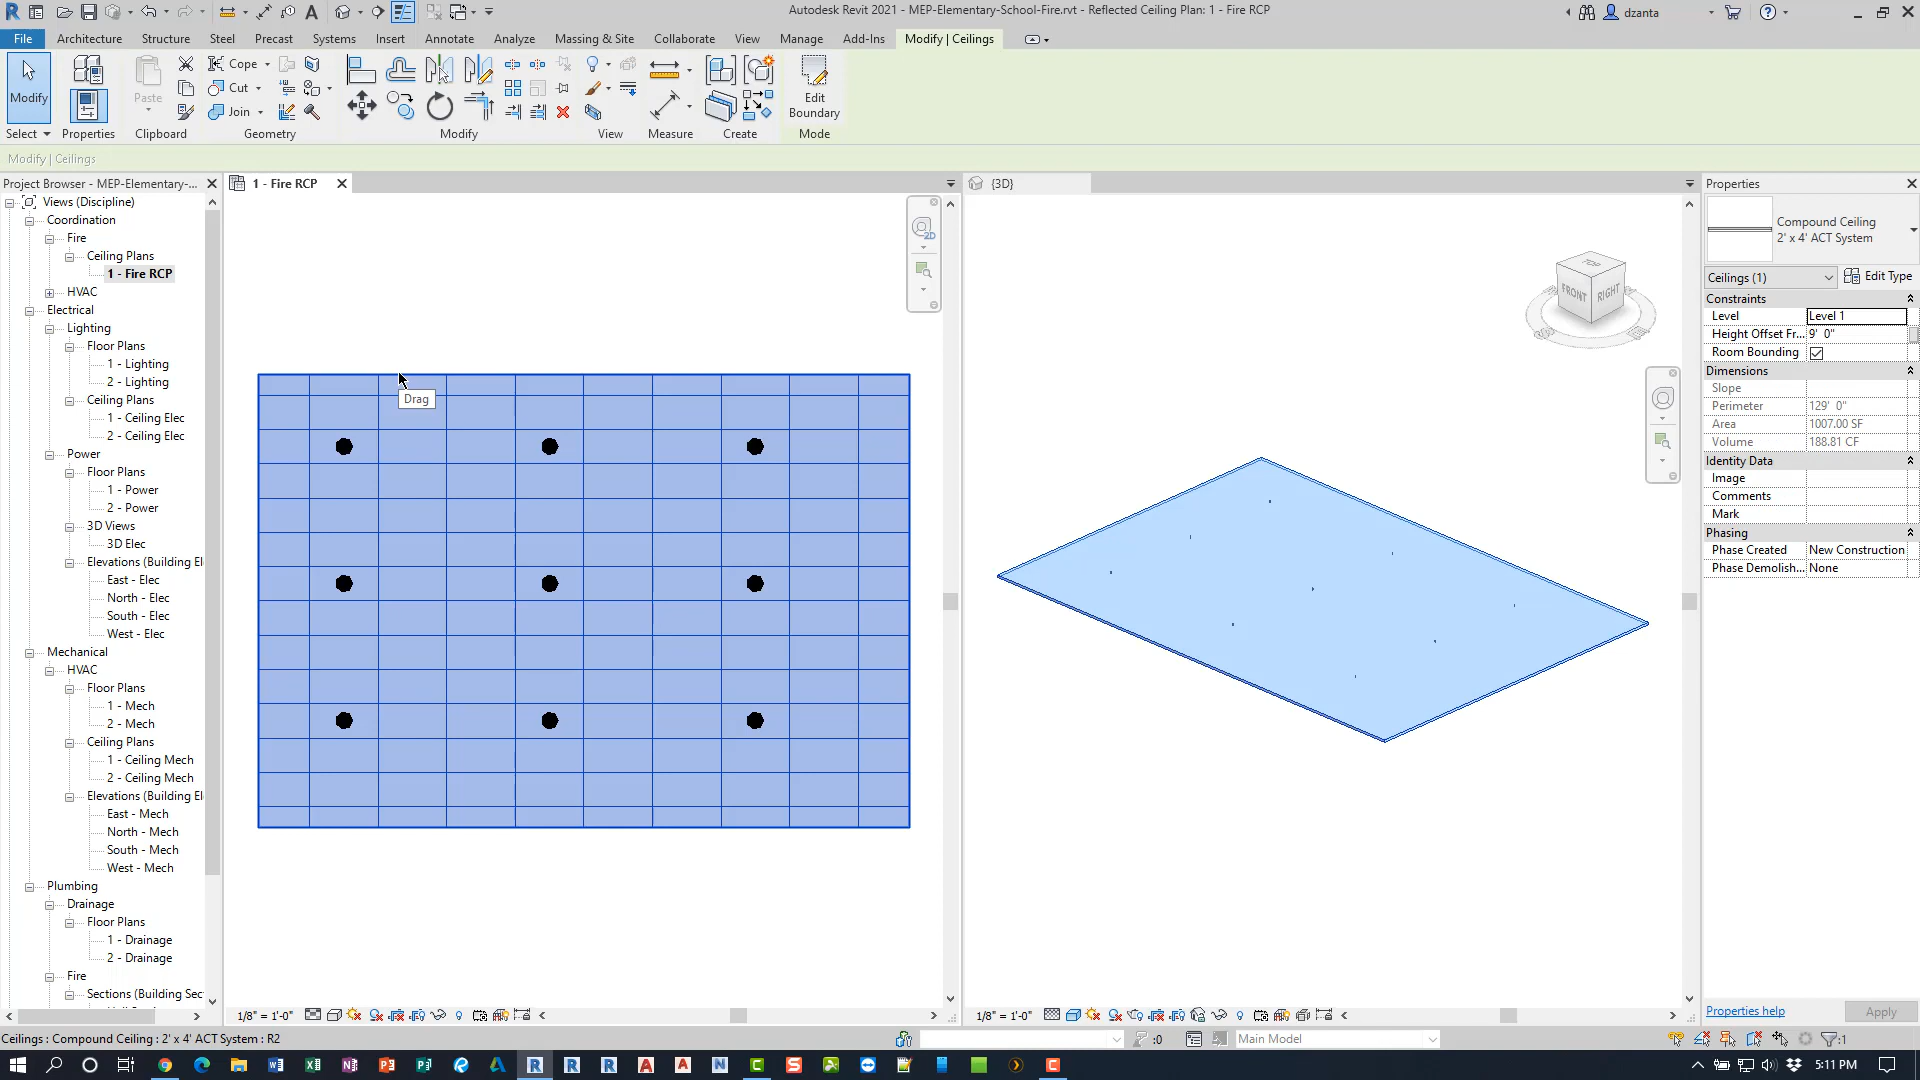 Autodesk Revit 2021 - MEP-Elementary-School-Fire.rvt - Reflected Ceiling Plan: 1 - Fire RCP
dzanta
File Architecture Structure Steel Precast Systems Insert Annotate Analyze Massing & Site Collaborate View Manage Add-Ins Modify | Ceilings
Modify
Paste
Cope
Cut
Join
Edit
Boundary
Select Properties Clipboard Geometry Modify View Measure Create Mode
Modify | Ceilings
Project Browser - MEP-Elementary-...
Views (Discipline)
Coordination
Fire
Ceiling Plans
1 - Fire RCP
HVAC
Electrical
Lighting
Floor Plans
1 - Lighting
2 - Lighting
Ceiling Plans
1 - Ceiling Elec
2 - Ceiling Elec
Power
Floor Plans
1 - Power
2 - Power
3D Views
3D Elec
Elevations (Building El
East - Elec
North - Elec
South - Elec
West - Elec
Mechanical
HVAC
Floor Plans
1 - Mech
2 - Mech
Ceiling Plans
1 - Ceiling Mech
2 - Ceiling Mech
Elevations (Building El
East - Mech
North - Mech
South - Mech
West - Mech
Plumbing
Drainage
Floor Plans
1 - Drainage
2 - Drainage
Fire
Sections (Building Sec
1 - Fire RCP
2D
Drag
1/8" = 1'-0"
{3D}
TOP
FRONT
RIGHT
1/8" = 1'-0"
Properties
Compound Ceiling
2' x 4' ACT System
Ceilings (1) Edit Type
Constraints
Level Level 1
Height Offset Fr... 9' 0"
Room Bounding
Dimensions
Slope
Perimeter 129' 0"
Area 1007.00 SF
Volume 188.81 CF
Identity Data
Image
Comments
Mark
Phasing
Phase Created New Construction
Phase Demolish... None
Properties help Apply
Ceilings : Compound Ceiling : 2' x 4' ACT System : R2
:0
Main Model
:1
5:11 PM